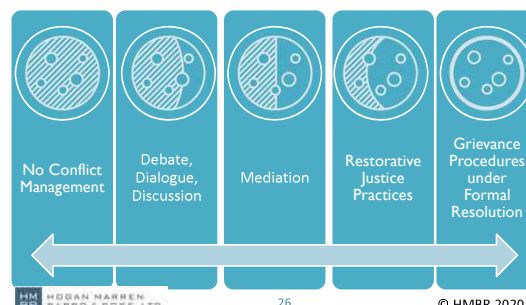 No Conflict
Management
Debate,
Dialogue,
Discussion
Mediation
Restorative
Justice
Practices
Grievance
Procedures
under
Formal
Resolution
HM
HOGAN MARREN
26
© HMBR 2020